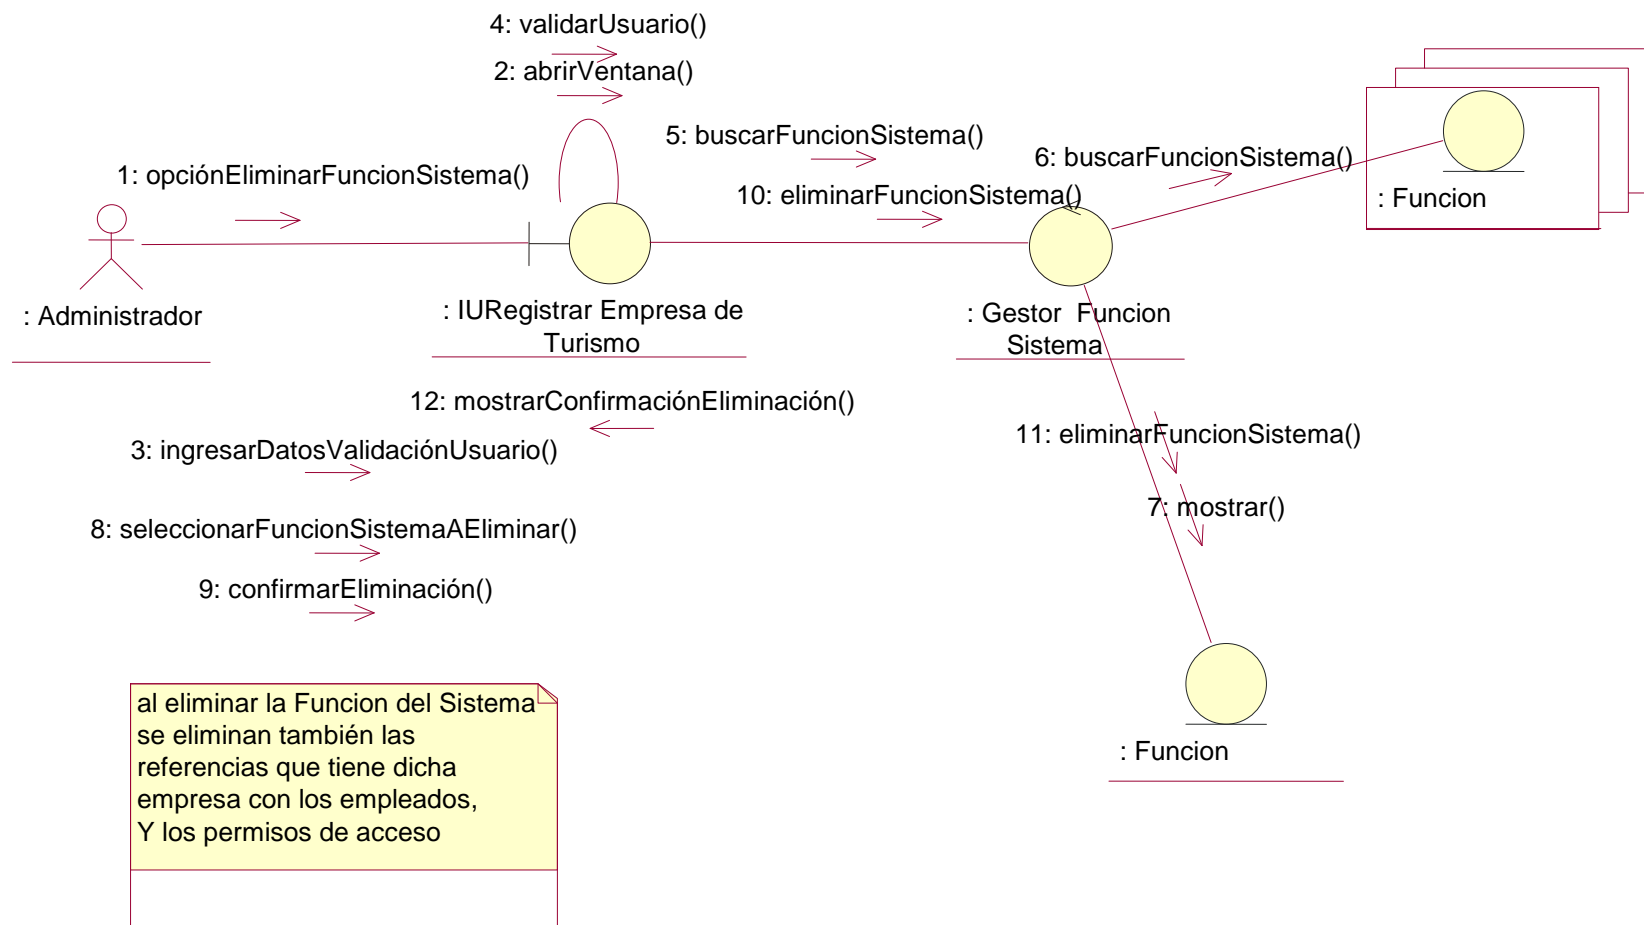 4: validarUsuario()
2: abrirVentana()
5: buscarFuncionSistema()
6: buscarFuncionSistema()
1: opciónEliminarFuncionSistema()
10: eliminarFuncionSistema()
: Funcion
: Administrador
: IURegistrar Empresa de
Turismo
: Gestor Funcion
Sistema
12: mostrarConfirmaciónEliminación()
11: eliminarFuncionSistema()
3: ingresarDatosValidaciónUsuario()
7: mostrar()
8: seleccionarFuncionSistemaAEliminar()
9: confirmarEliminación()
al eliminar la Funcion del Sistema
se eliminan también las
referencias que tiene dicha
empresa con los empleados,
Y los permisos de acceso
: Funcion